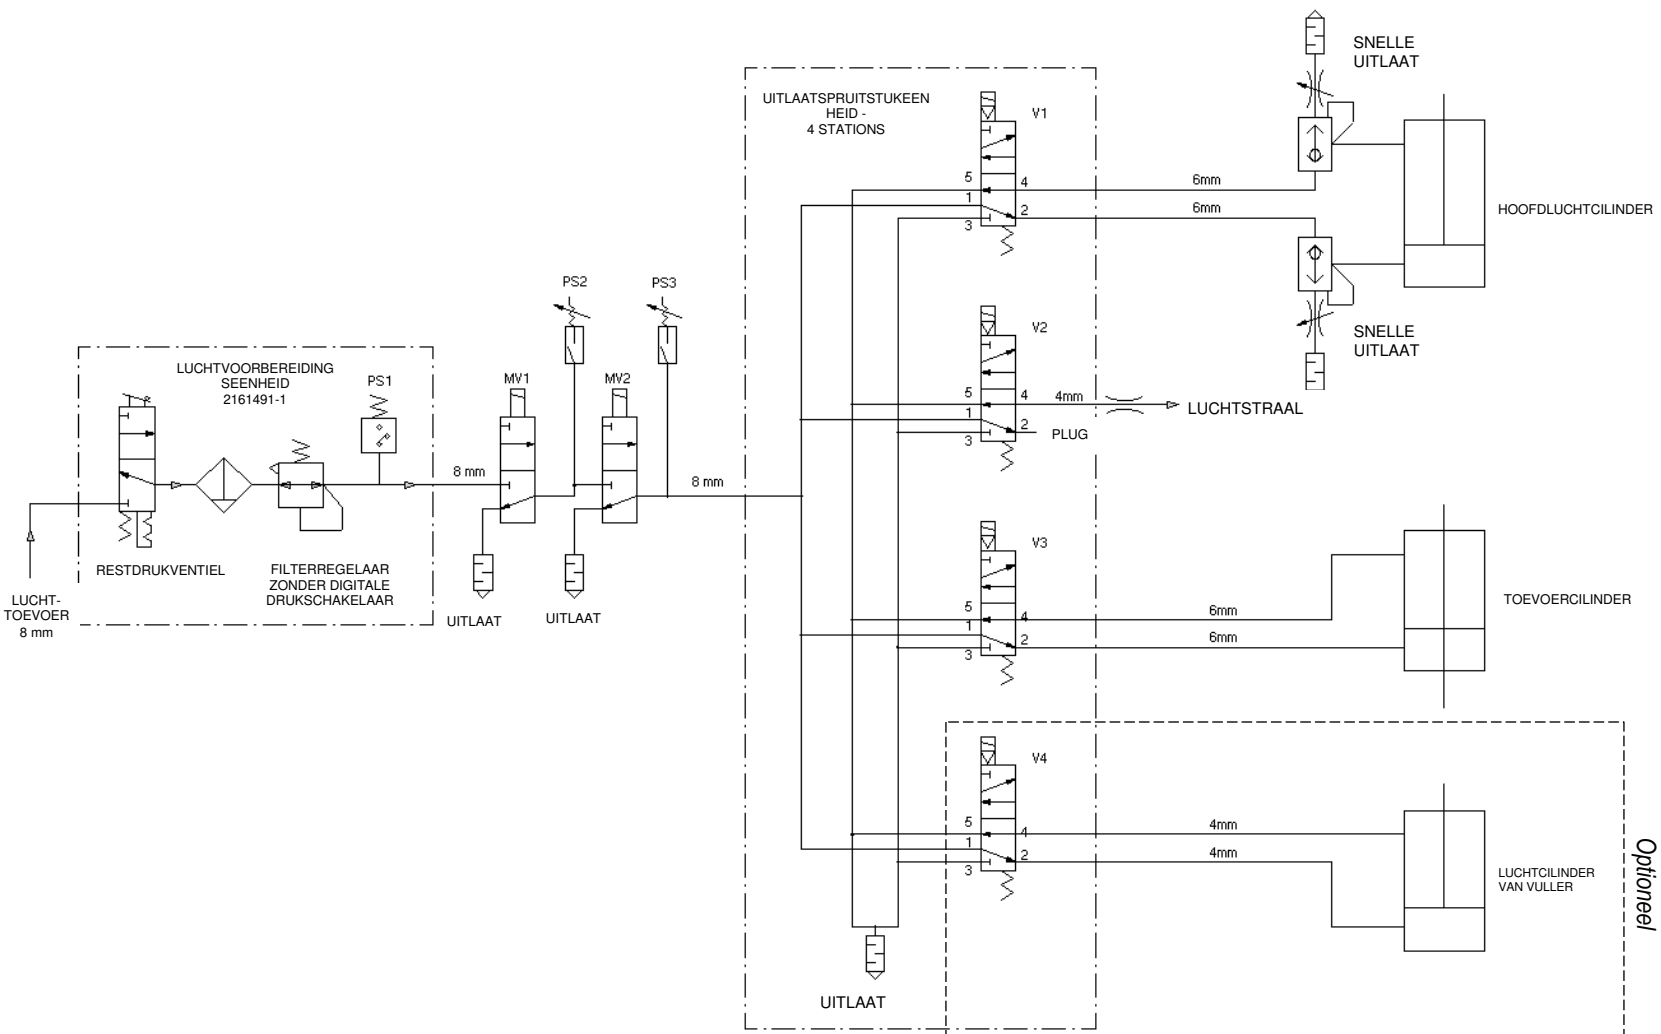 SNELLE
UITLAAT
UITLAATSPRUITSTUKEEN
HEID -
4 STATIONS
V1
5
4
1
2
3
6mm
6mm
HOOFDLUCHTCILINDER
SNELLE
UITLAAT
V2
5
4
1
2
3
4mm
LUCHTSTRAAL
PLUG
PS2
PS3
LUCHTVOORBEREIDING
SEENHEID
2161491-1
PS1
MV1
MV2
8 mm
8 mm
RESTDRUKVENTIEL
FILTERREGELAAR
ZONDER DIGITALE
DRUKSCHAKELAAR
LUCHT-
TOEVOER
8 mm
UITLAAT
UITLAAT
V3
5
4
1
2
3
6mm
6mm
TOEVOERCILINDER
V4
5
4
1
2
3
4mm
4mm
LUCHTCILINDER
VAN VULLER
Optioneel
UITLAAT